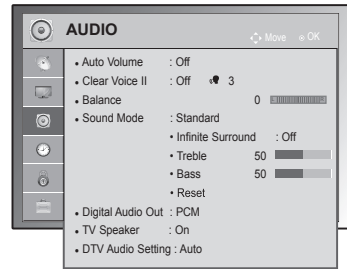 AUDIO
Move OK
• Auto Volume : Off
• Clear Voice II : Off 3
• Balance 0
• Sound Mode : Standard
• Infinite Surround : Off
• Treble 50
• Bass 50
• Reset
• Digital Audio Out : PCM
• TV Speaker : On
• DTV Audio Setting : Auto